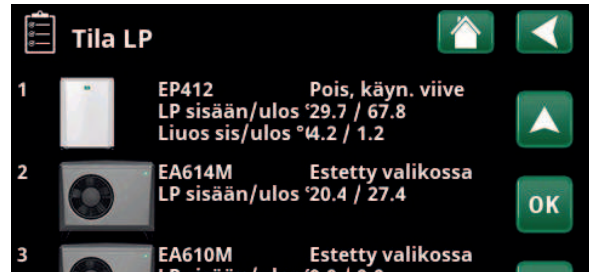 Tila LP
1
EP412 Pois, käyn. viive
LP sisään/ulos 29.7 / 67.8
Liuos sis/ulos ° 4.2 / 1.2
2
EA614M Estetty valikossa
LP sisään/ulos 20.4 / 27.4
OK
3
EA610M Estetty valikossa